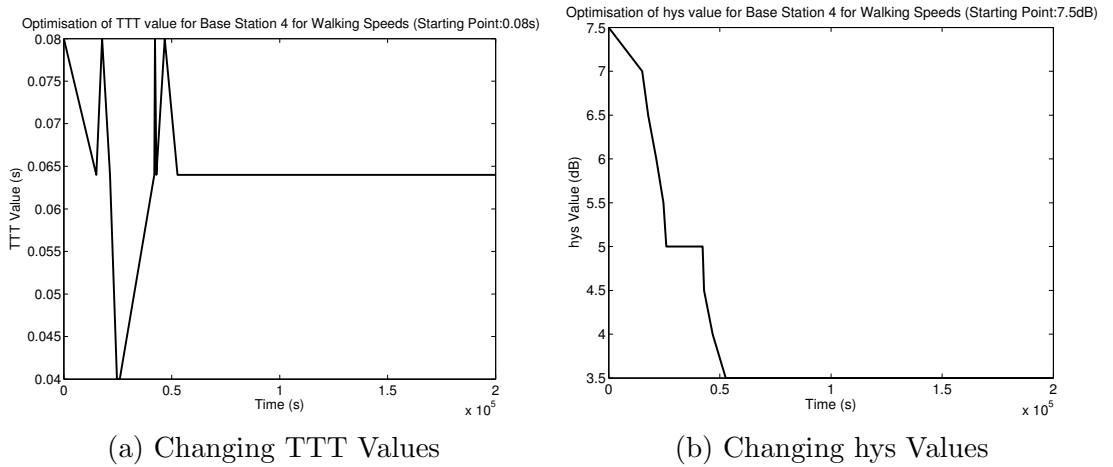 Optimisation of TTT value for Base Station 4 for Walking Speeds (Starting Point:0.08s)
0.08
0.075
0.07
0.065
0.06
0.055
0.05
0.045
0.04
TTT Value (s)
0
0.5
1
1.5
2
x 10^5
Time (s)
(a) Changing TTT Values
Optimisation of hys value for Base Station 4 for Walking Speeds (Starting Point:7.5dB)
7.5
7
6.5
6
5.5
5
4.5
4
3.5
hys Value (dB)
0
0.5
1
1.5
2
x 10^5
Time (s)
(b) Changing hys Values